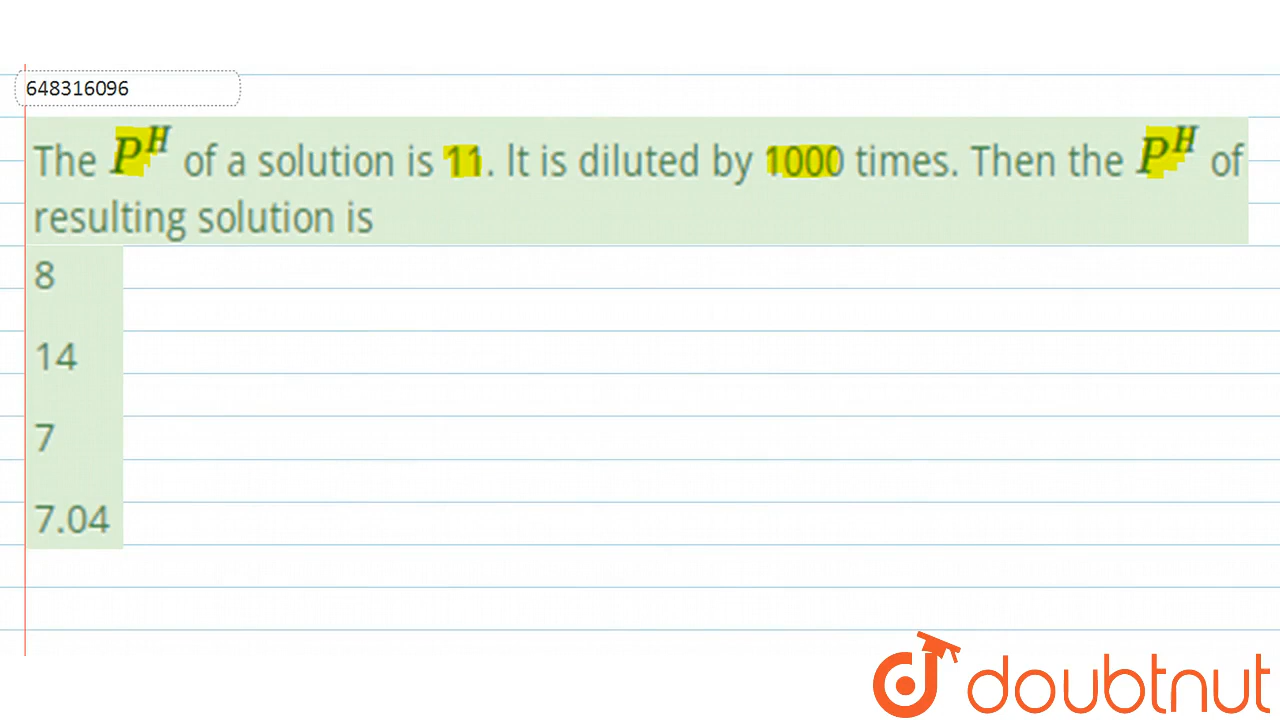 648316096
The P^H of a solution is 11. lt is diluted by 1000 times. Then the P^H of
resulting solution is
8
14
7
7.04
doubtnut